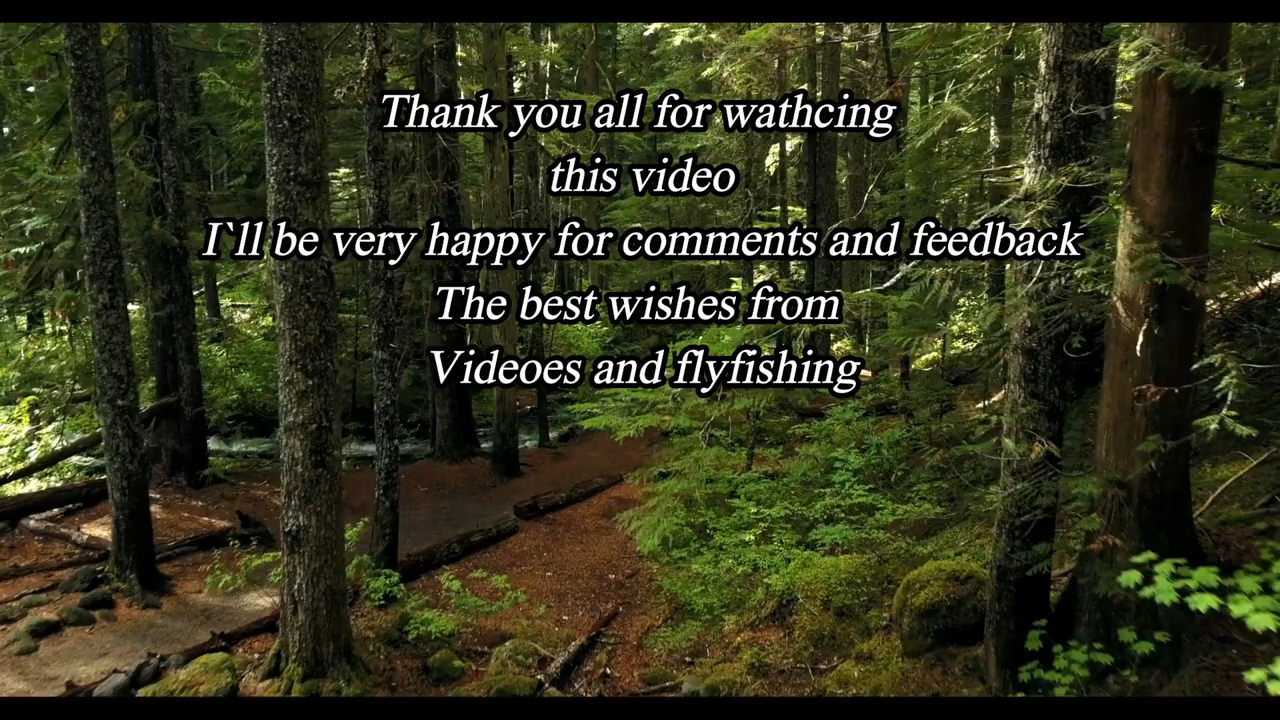 Thank you all for wathcing
this video
I`ll be very happy for comments and feedback
The best wishes from
Videoes and flyfishing